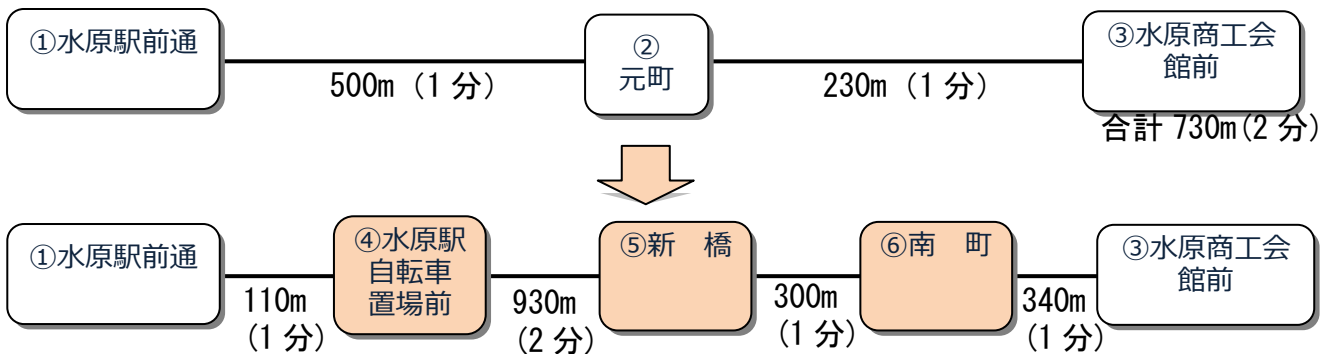 ①水原駅前通
500m（1 分）
②
元町
230m（1 分）
③水原商工会
館前
合計 730m(2 分)
①水原駅前通
110m
(1 分)
④水原駅
自転車
置場前
930m
(2 分)
⑤新　橋
300m
(1 分)
⑥南　町
340m
(1 分)
③水原商工会
館前